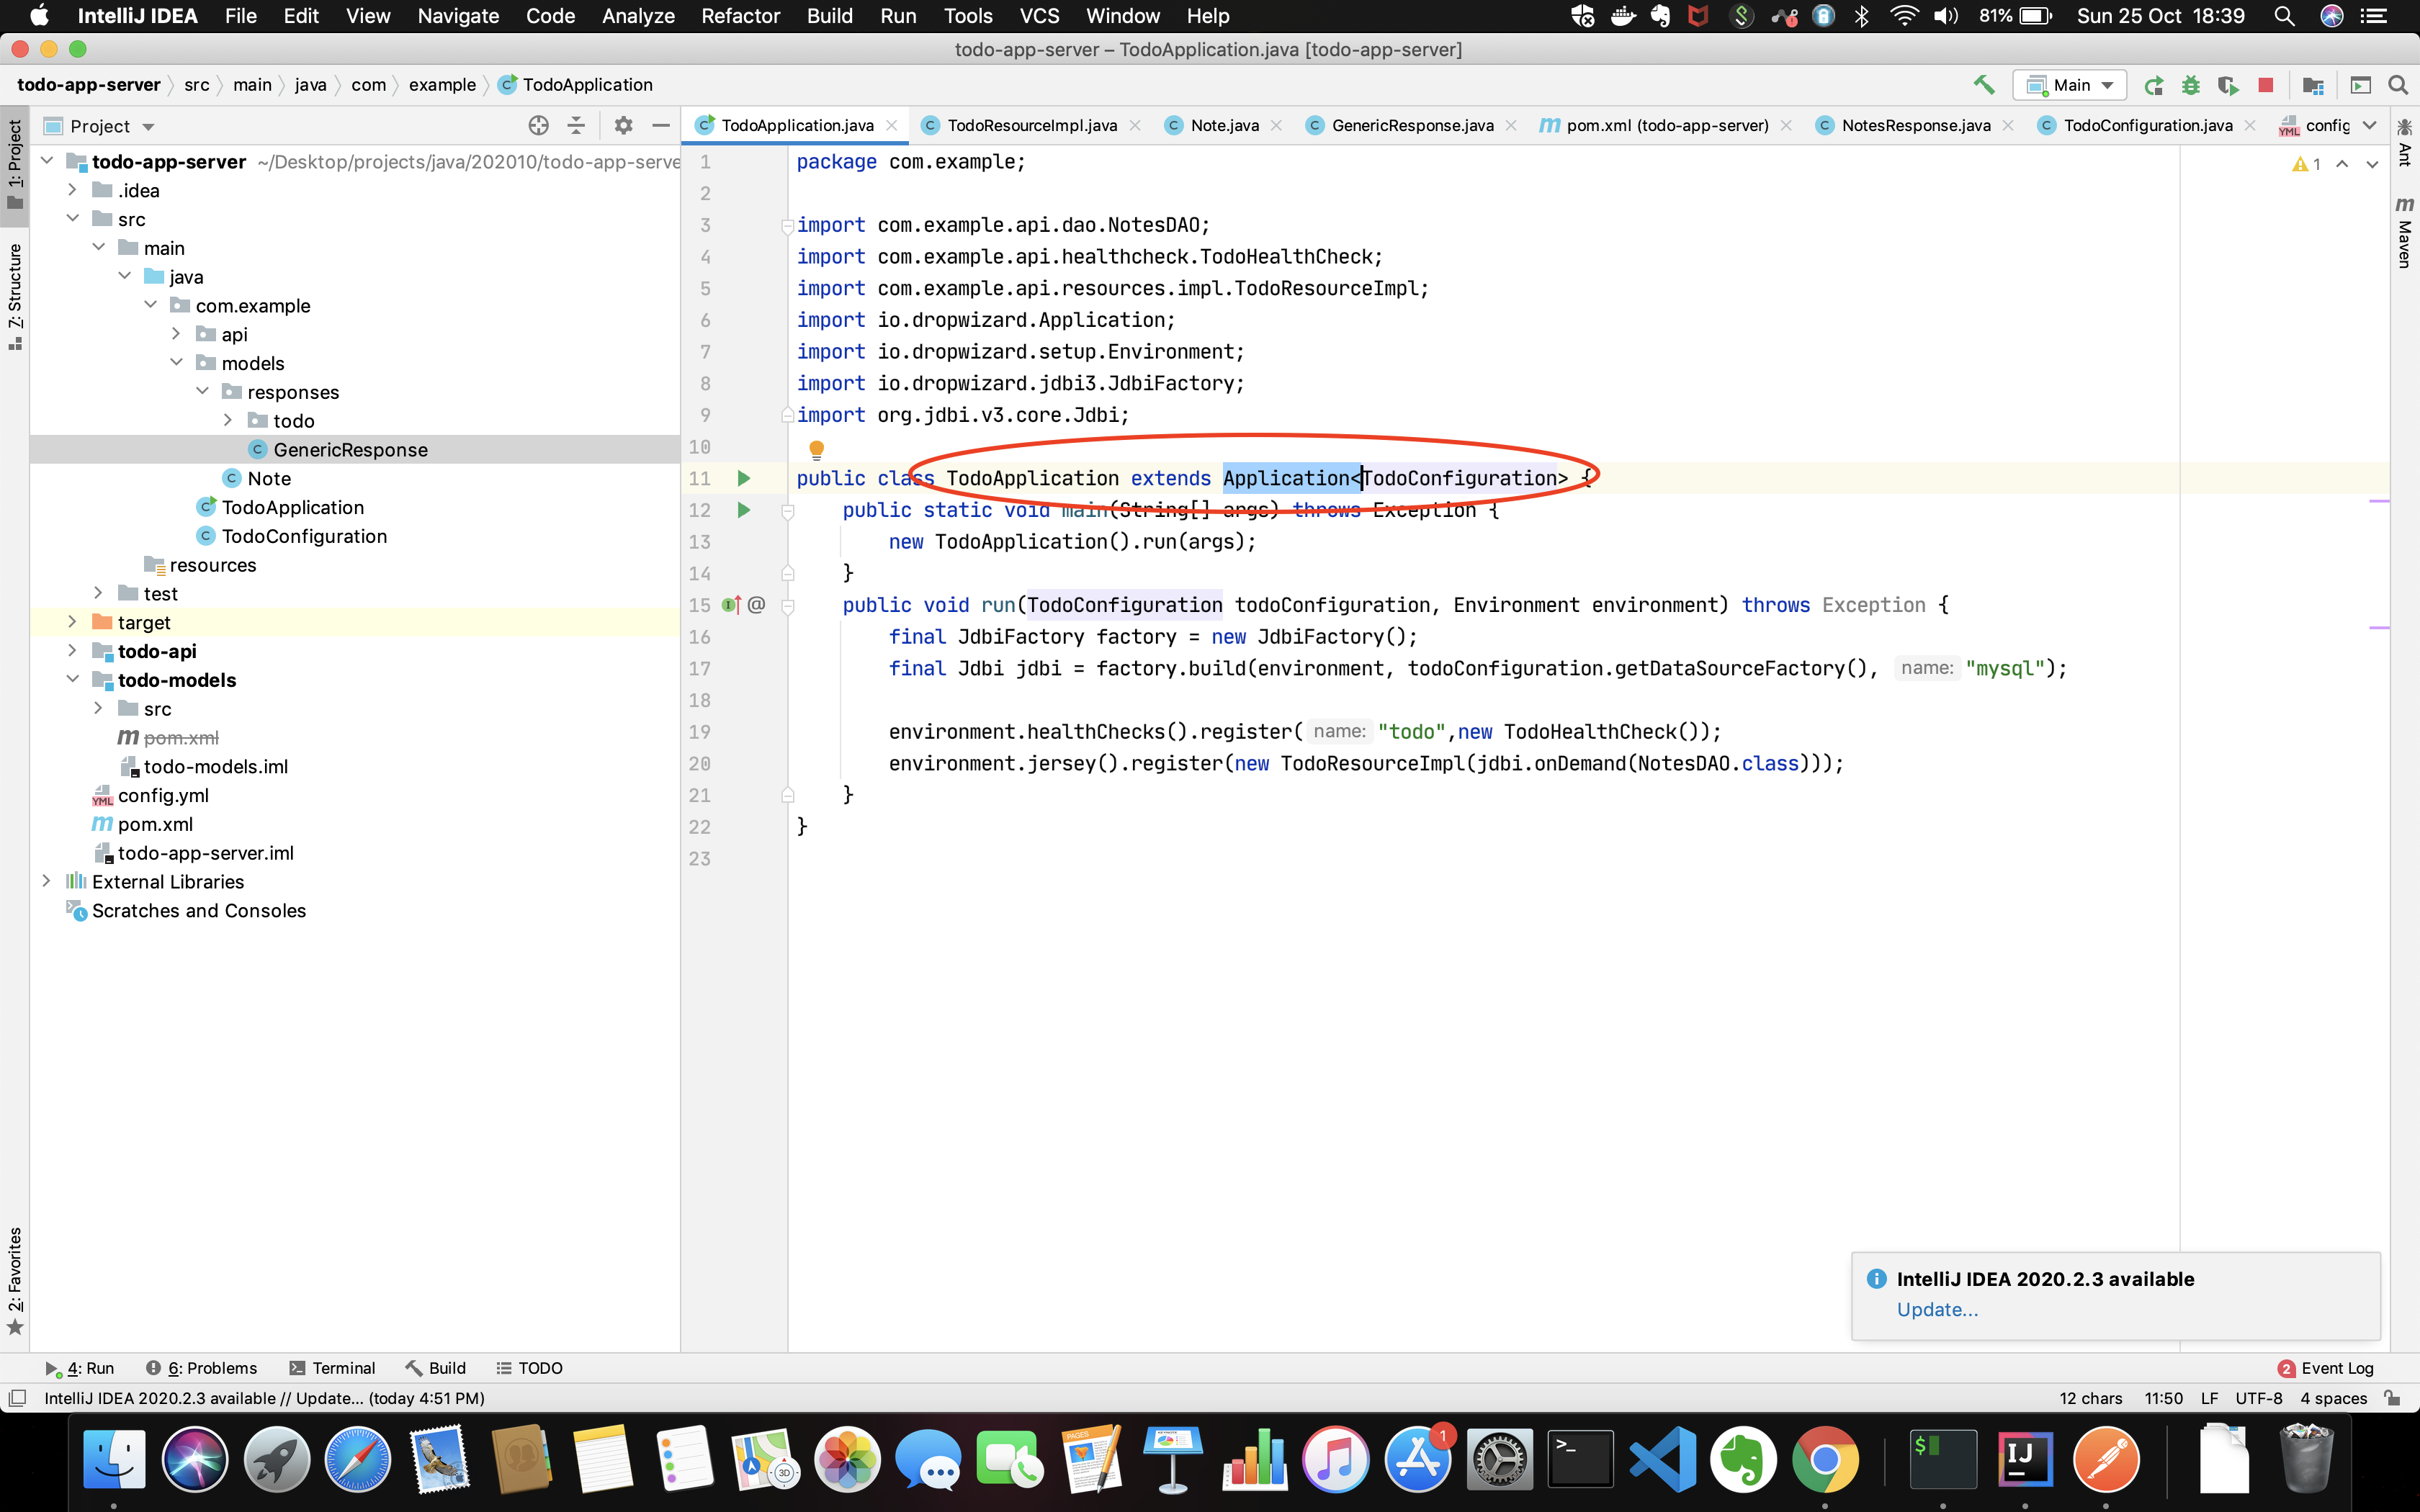 IntelliJ IDEA File Edit View Navigate Code Analyze Refactor Build Run Tools VCS Window Help 81% Sun 25 Oct 18:39
todo-app-server – TodoApplication.java [todo-app-server]
todo-app-server src main java com example TodoApplication Main
Project TodoApplication.java TodoResourceImpl.java Note.java GenericResponse.java pom.xml (todo-app-server) NotesResponse.java TodoConfiguration.java config
1: Project
7: Structure
2: Favorites
todo-app-server ~/Desktop/projects/java/202010/todo-app-serve
.idea
src
main
java
com.example
api
models
responses
todo
GenericResponse
Note
TodoApplication
TodoConfiguration
resources
test
target
todo-api
todo-models
src
pom.xml
todo-models.iml
config.yml
pom.xml
todo-app-server.iml
External Libraries
Scratches and Consoles
1 package com.example;
2
3 import com.example.api.dao.NotesDAO;
4 import com.example.api.healthcheck.TodoHealthCheck;
5 import com.example.api.resources.impl.TodoResourceImpl;
6 import io.dropwizard.Application;
7 import io.dropwizard.setup.Environment;
8 import io.dropwizard.jdbi3.JdbiFactory;
9 import org.jdbi.v3.core.Jdbi;
10
11 public class TodoApplication extends Application<TodoConfiguration> {
12 public static void main(String[] args) throws Exception {
13 new TodoApplication().run(args);
14 }
15 @ public void run(TodoConfiguration todoConfiguration, Environment environment) throws Exception {
16 final JdbiFactory factory = new JdbiFactory();
17 final Jdbi jdbi = factory.build(environment, todoConfiguration.getDataSourceFactory(), name: "mysql");
18
19 environment.healthChecks().register( name: "todo",new TodoHealthCheck());
20 environment.jersey().register(new TodoResourceImpl(jdbi.onDemand(NotesDAO.class)));
21 }
22 }
23
1
Ant
Maven
IntelliJ IDEA 2020.2.3 available
Update...
4: Run 6: Problems Terminal Build TODO 2 Event Log
IntelliJ IDEA 2020.2.3 available // Update... (today 4:51 PM) 12 chars 11:50 LF UTF-8 4 spaces
PAGES 3D 1 >_ $ IJ